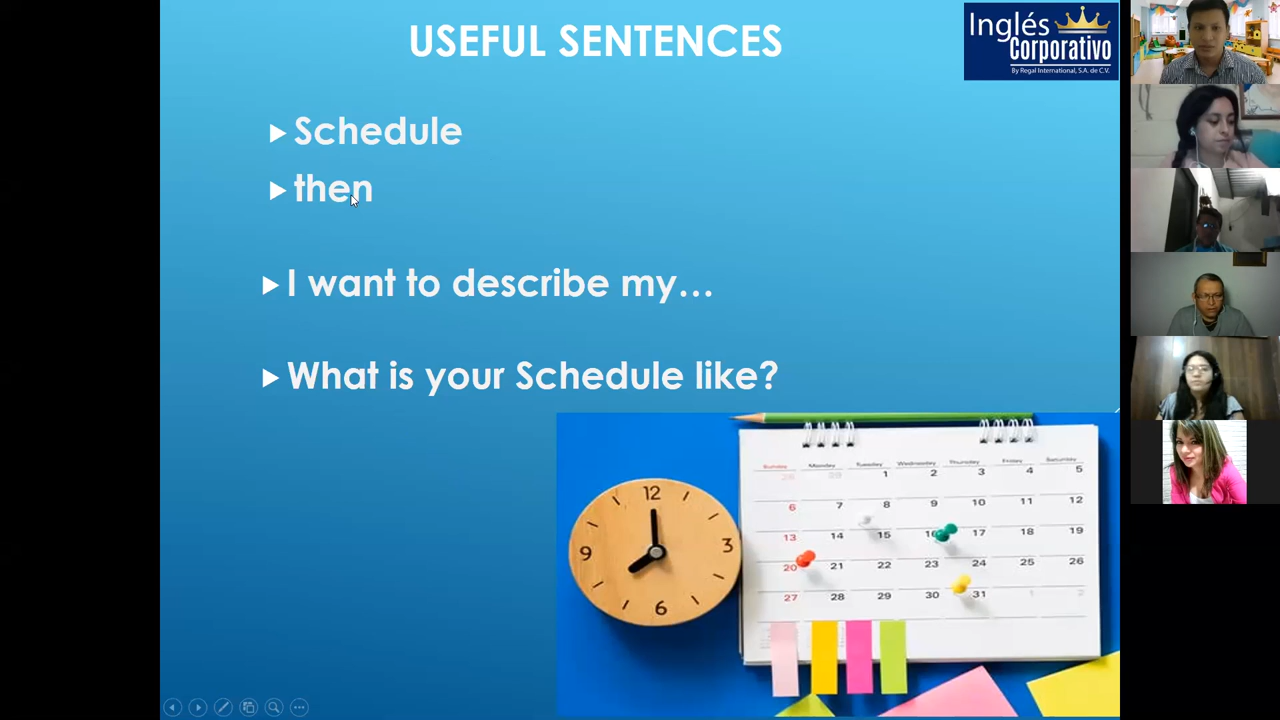 USEFUL SENTENCES
Inglés
Corporativo
By Regal International, S.A. de C.V.
Schedule
then
I want to describe my...
What is your Schedule like?
12
9 3
6
Sunday Monday Tuesday Wednesday Thursday Friday Saturday
1 2 3 4 5
6 7 8 9 10 11 12
13 14 15 16 17 18 19
20 21 22 23 24 25 26
27 28 29 30 31